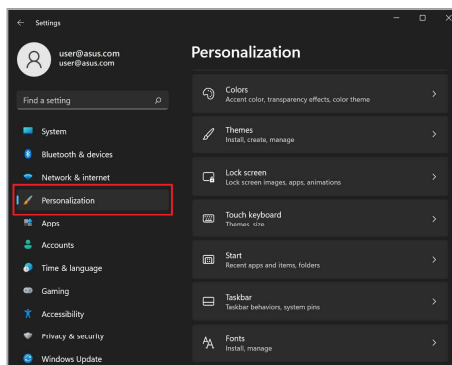 Settings
user@asus.com
user@asus.com
Find a setting
System
Bluetooth & devices
Network & internet
Personalization
Apps
Accounts
Time & language
Gaming
Accessibility
Privacy & security
Windows Update
Personalization
Colors
Accent color, transparency effects, color theme
Themes
Install, create, manage
Lock screen
Lock screen images, apps, animations
Touch keyboard
Themes, size
Start
Recent apps and items, folders
Taskbar
Taskbar behaviors, system pins
Fonts
Install, manage